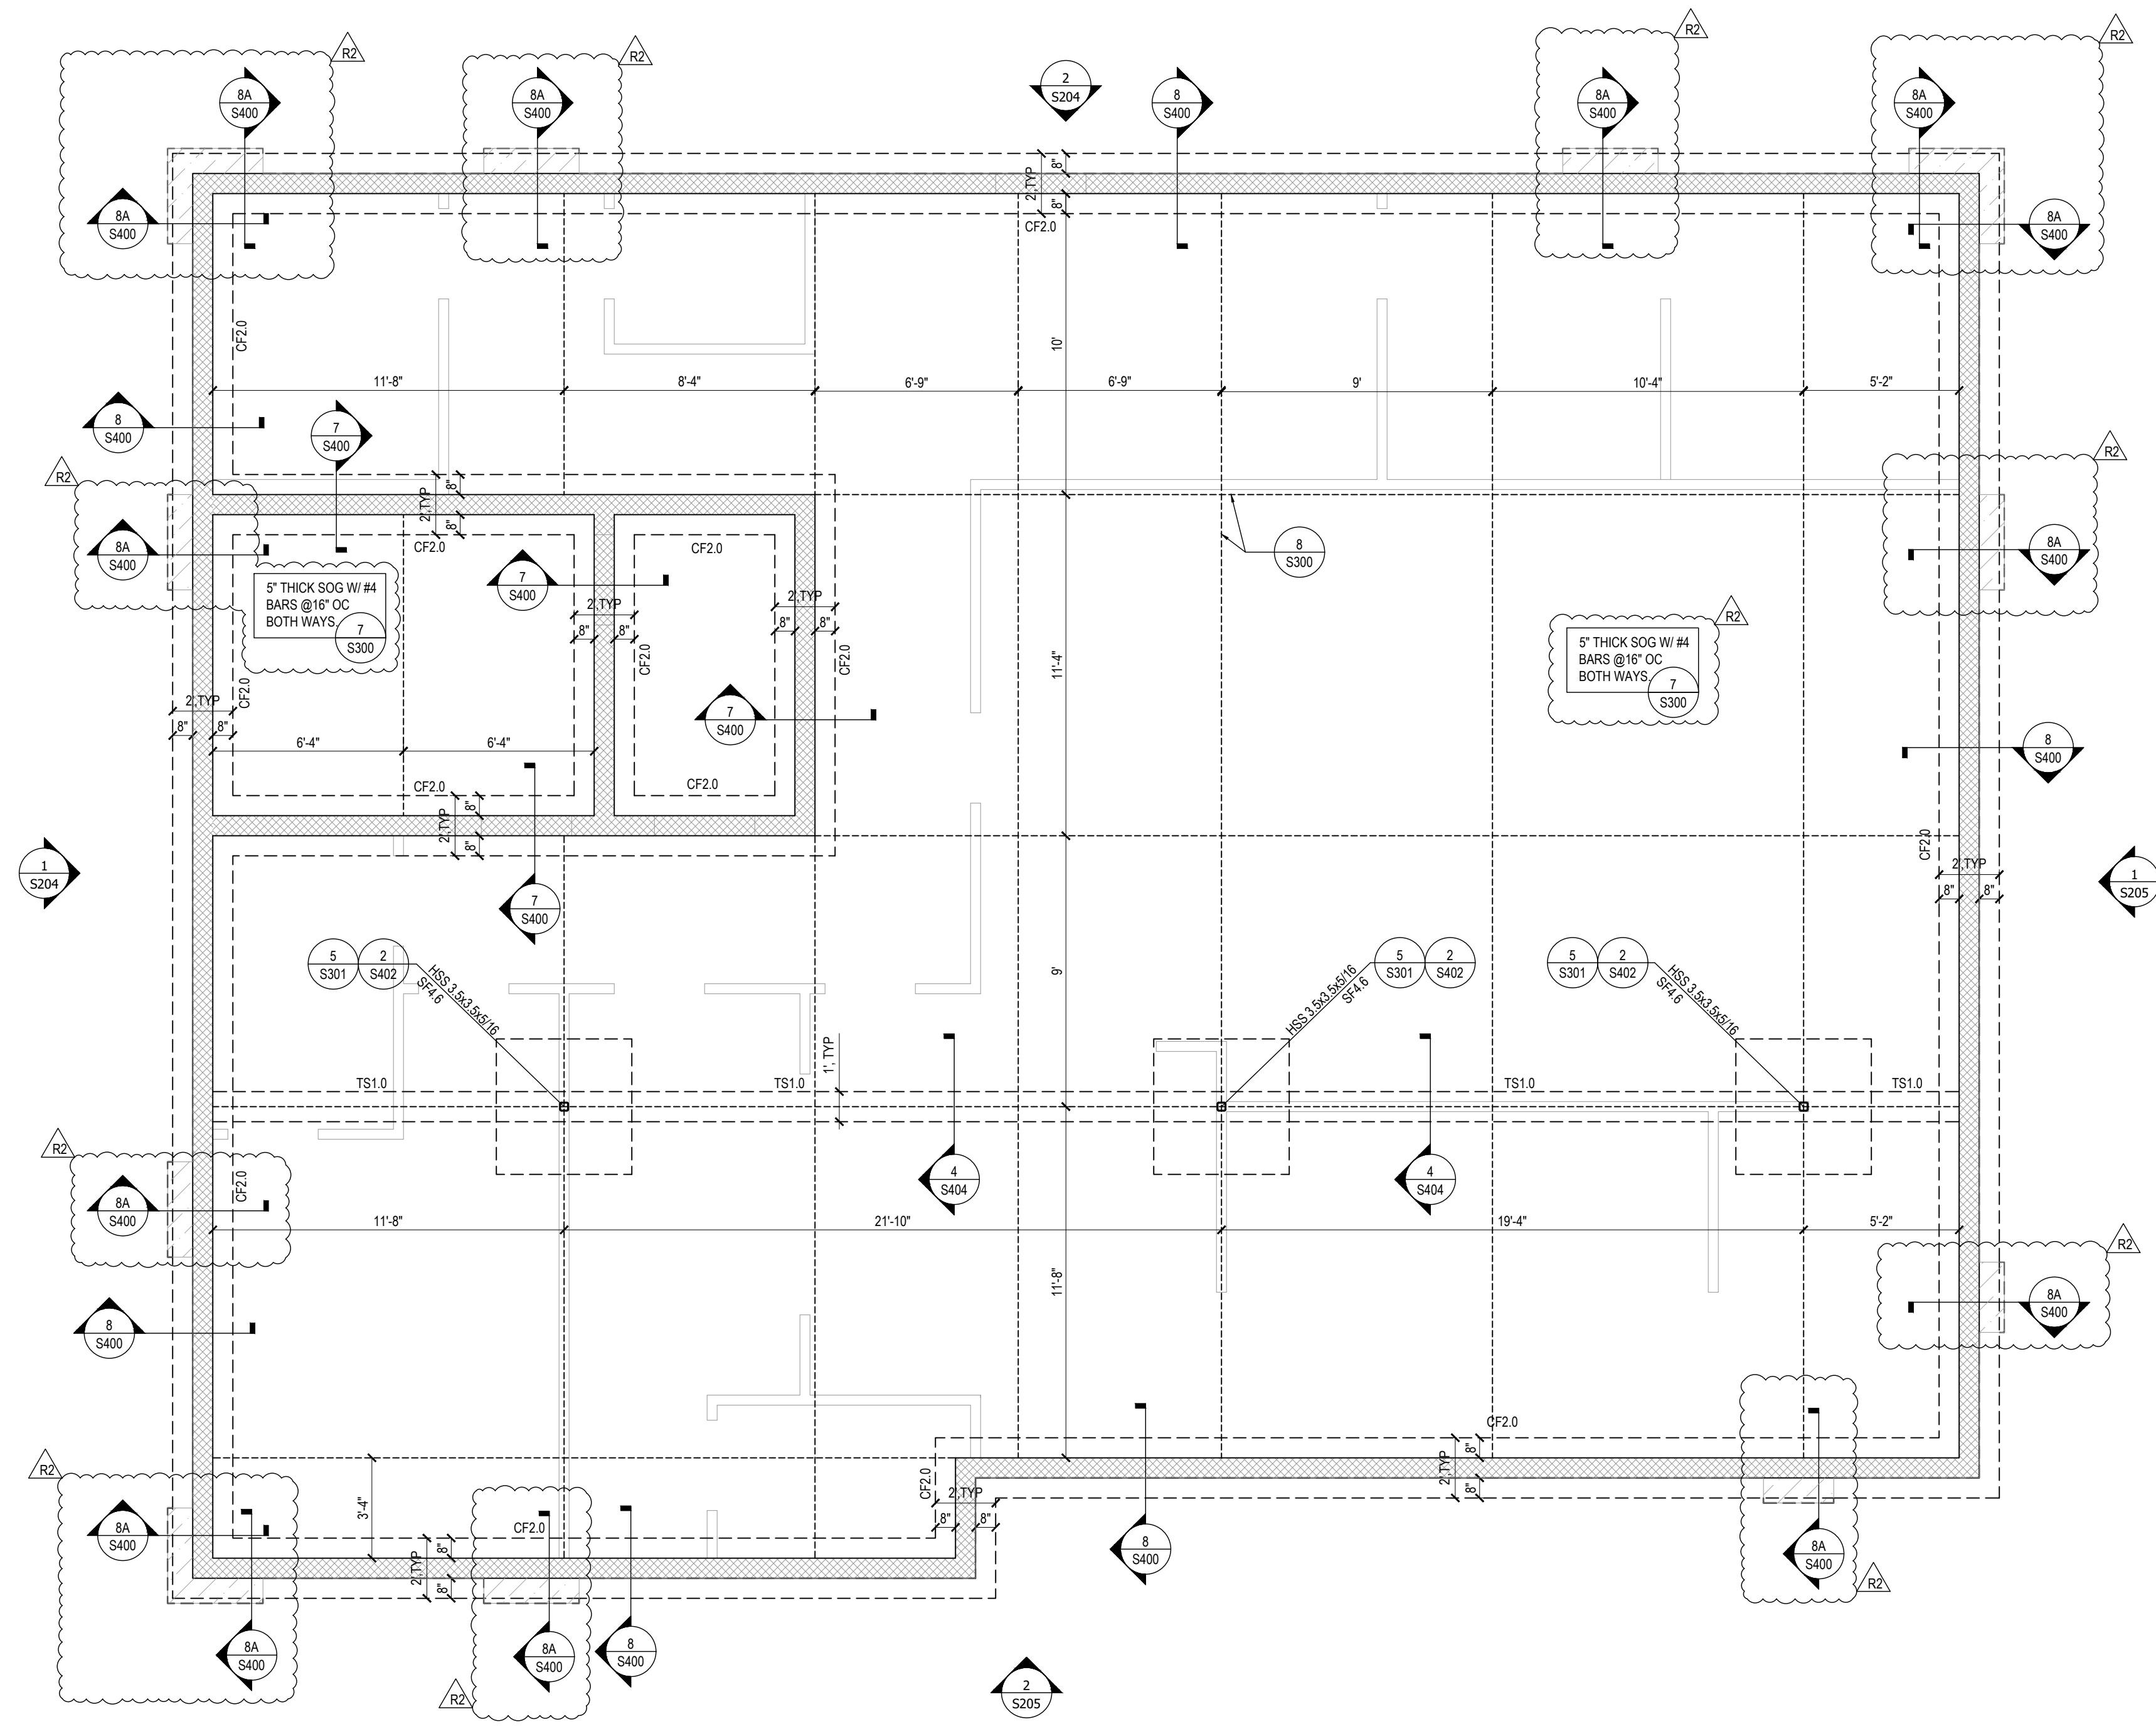 R2
R2
R2
R2
8A
S400
8A
S400
2
S204
8
S400
8A
S400
8A
S400
8A
S400
8A
S400
2',TYP
8"
8"
CF2.0
CF2.0
10'
11'-8"
8'-4"
6'-9"
6'-9"
9'
10'-4"
5'-2"
8
S400
7
S400
R2
R2
2',TYP
8"
8"
CF2.0
CF2.0
8A
S400
7
S400
8
S300
8A
S400
5" THICK SOG W/ #4
BARS @16" OC
BOTH WAYS.
7
S300
2',TYP
8"
8"
2',TYP
8"
8"
CF2.0
CF2.0
R2
5" THICK SOG W/ #4
BARS @16" OC
BOTH WAYS.
7
S300
11'-4"
CF2.0
2',TYP
8"
8"
7
S400
6'-4"
6'-4"
8
S400
CF2.0
CF2.0
2',TYP
8"
8"
1
S204
CF2.0
2',TYP
8"
8"
1
S205
7
S400
5
S301
2
S402
HSS 3.5x3.5x5/16
SF4.6
9'
HSS 3.5x3.5x5/16
SF4.6
5
S301
2
S402
5
S301
2
S402
HSS 3.5x3.5x5/16
SF4.6
1', TYP
TS1.0
TS1.0
TS1.0
TS1.0
R2
8A
S400
CF2.0
4
S404
4
S404
11'-8"
21'-10"
19'-4"
5'-2"
R2
8
S400
11'-8"
8A
S400
R2
3'-4"
CF2.0
2',TYP
8"
8"
CF2.0
2',TYP
8"
8"
8A
S400
CF2.0
2',TYP
8"
8"
8
S400
8A
S400
R2
8A
S400
8A
S400
8
S400
R2
2
S205